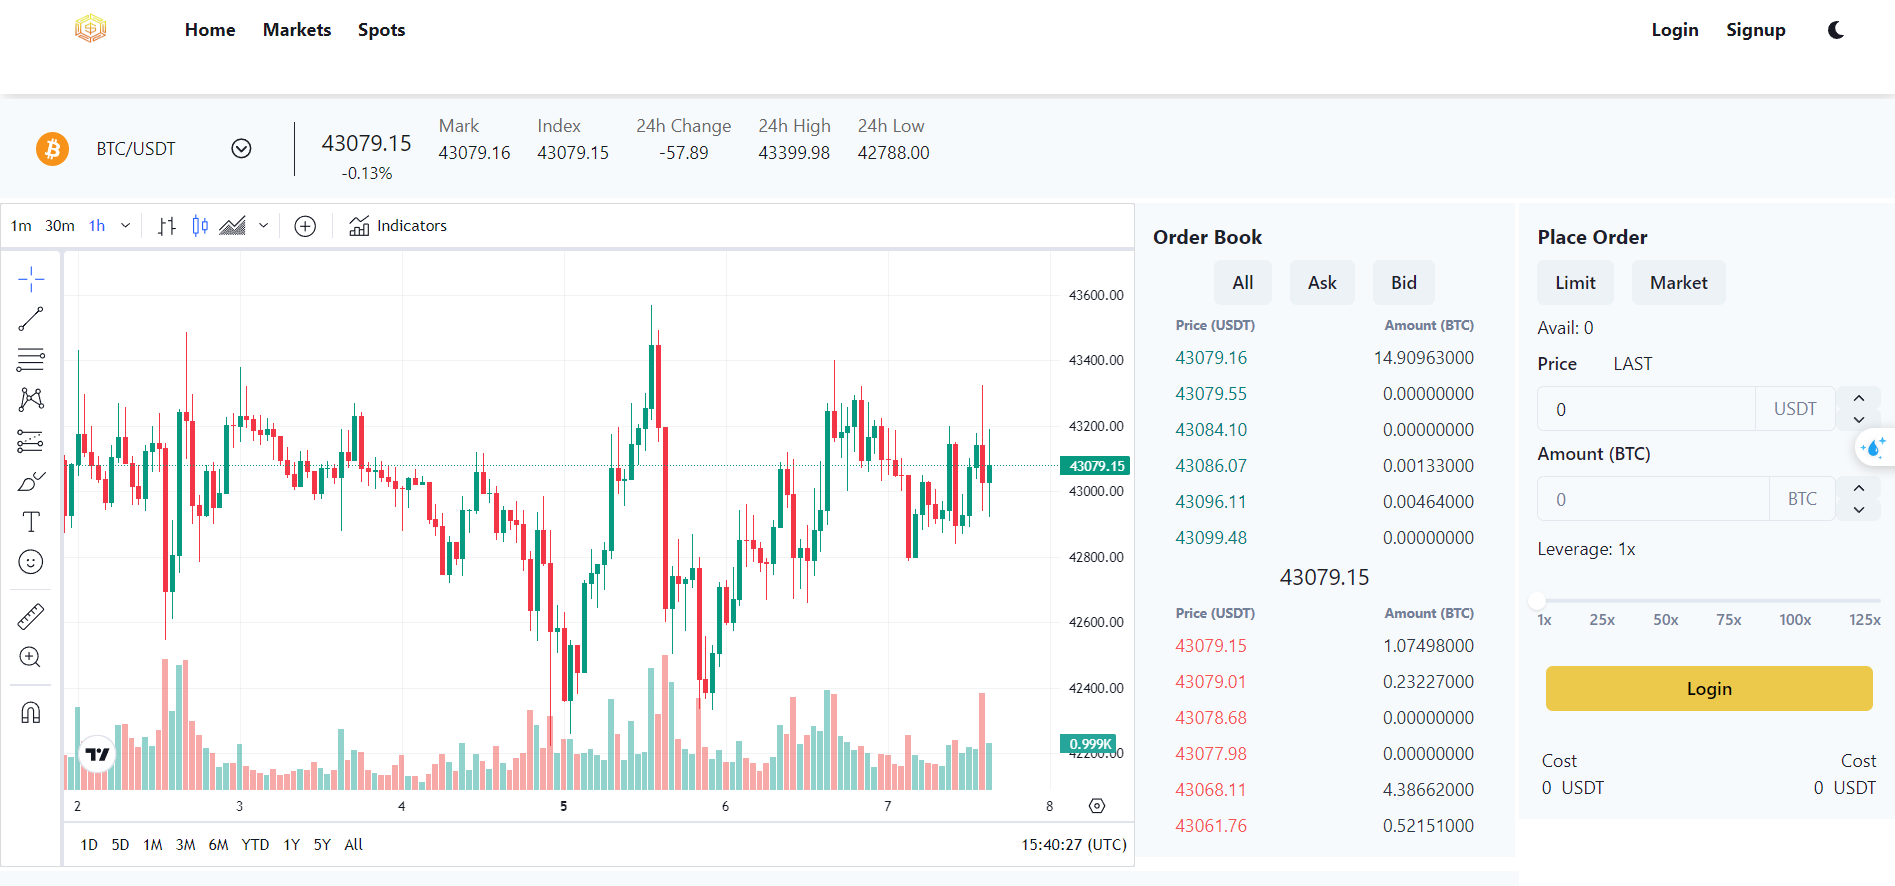 Home Markets Spots Login Signup
BTC/USDT
43079.15
-0.13%
Mark
43079.16
Index
43079.15
24h Change
-57.89
24h High
43399.98
24h Low
42788.00
1m 30m 1h Indicators
43600.00
43400.00
43200.00
43079.15
43000.00
42800.00
42600.00
42400.00
0.999K
42200.00
2 3 4 5 6 7 8
1D 5D 1M 3M 6M YTD 1Y 5Y All 15:40:27 (UTC)
Order Book
All Ask Bid
Price (USDT) Amount (BTC)
43079.16 14.90963000
43079.55 0.00000000
43084.10 0.00000000
43086.07 0.00133000
43096.11 0.00464000
43099.48 0.00000000
43079.15
Price (USDT) Amount (BTC)
43079.15 1.07498000
43079.01 0.23227000
43078.68 0.00000000
43077.98 0.00000000
43068.11 4.38662000
43061.76 0.52151000
Place Order
Limit Market
Avail: 0
Price LAST
0 USDT
Amount (BTC)
0 BTC
Leverage: 1x
1x 25x 50x 75x 100x 125x
Login
Cost Cost
0 USDT 0 USDT